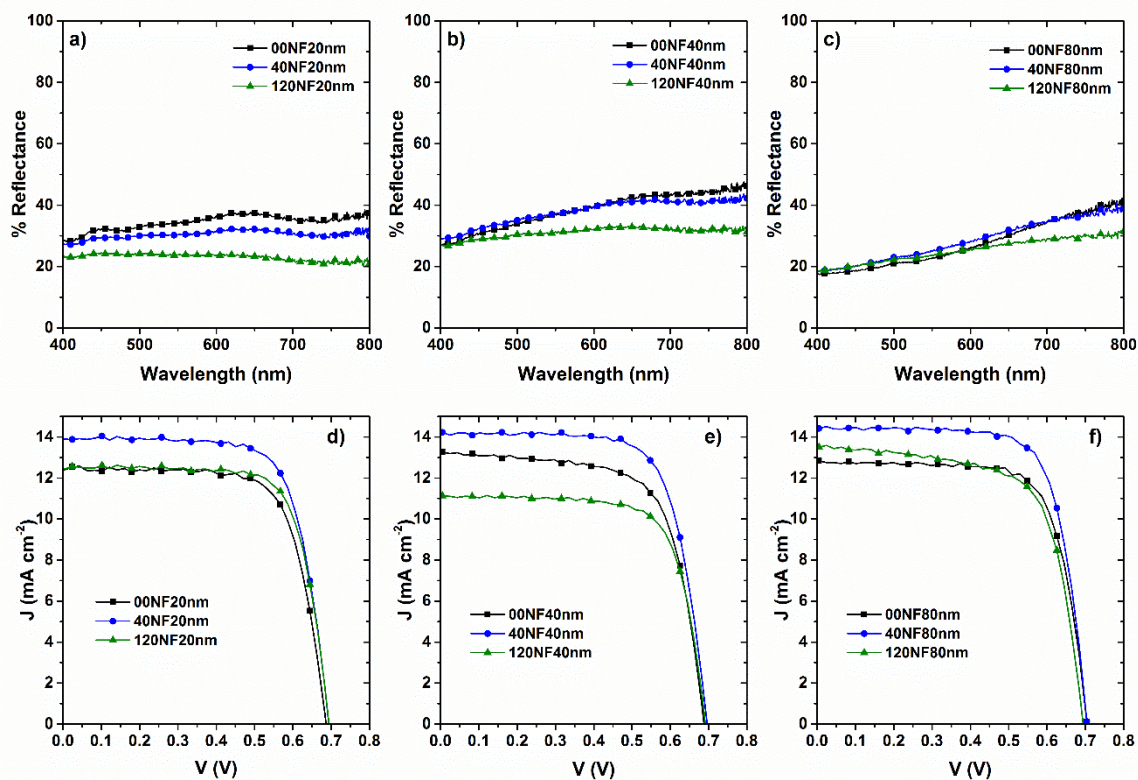 a)
00NF20nm
40NF20nm
120NF20nm
% Reflectance
100
80
60
40
20
0
400 500 600 700 800
Wavelength (nm)
b)
00NF40nm
40NF40nm
120NF40nm
% Reflectance
100
80
60
40
20
0
400 500 600 700 800
Wavelength (nm)
c)
00NF80nm
40NF80nm
120NF80nm
% Reflectance
100
80
60
40
20
0
400 500 600 700 800
Wavelength (nm)
d)
00NF20nm
40NF20nm
120NF20nm
J (mA cm-2)
14
12
10
8
6
4
2
0
0.0 0.1 0.2 0.3 0.4 0.5 0.6 0.7 0.8
V (V)
e)
00NF40nm
40NF40nm
120NF40nm
J (mA cm-2)
14
12
10
8
6
4
2
0
0.0 0.1 0.2 0.3 0.4 0.5 0.6 0.7 0.8
V (V)
f)
00NF80nm
40NF80nm
120NF80nm
J (mA cm-2)
14
12
10
8
6
4
2
0
0.0 0.1 0.2 0.3 0.4 0.5 0.6 0.7 0.8
V (V)